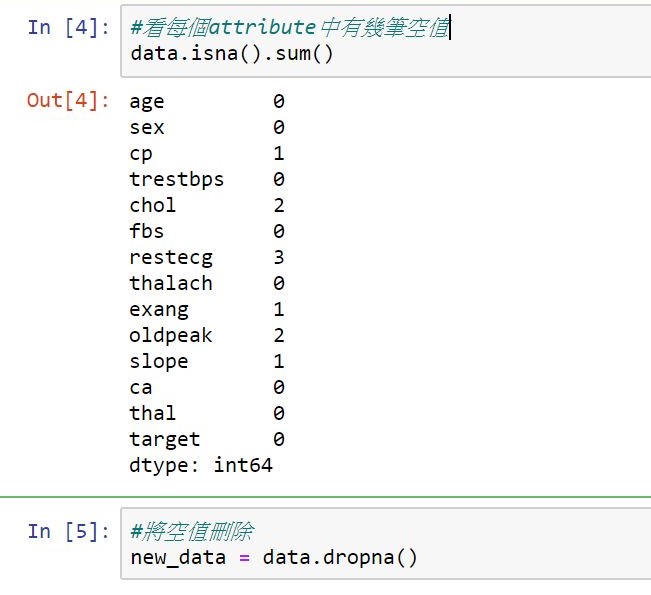 In [4]: #看每個attribute中有幾筆空值
data.isna().sum()
Out[4]: age 0
sex 0
cp 1
trestbps 0
chol 2
fbs 0
restecg 3
thalach 0
exang 1
oldpeak 2
slope 1
ca 0
thal 0
target 0
dtype: int64
In [5]: #將空值刪除
new_data = data.dropna()